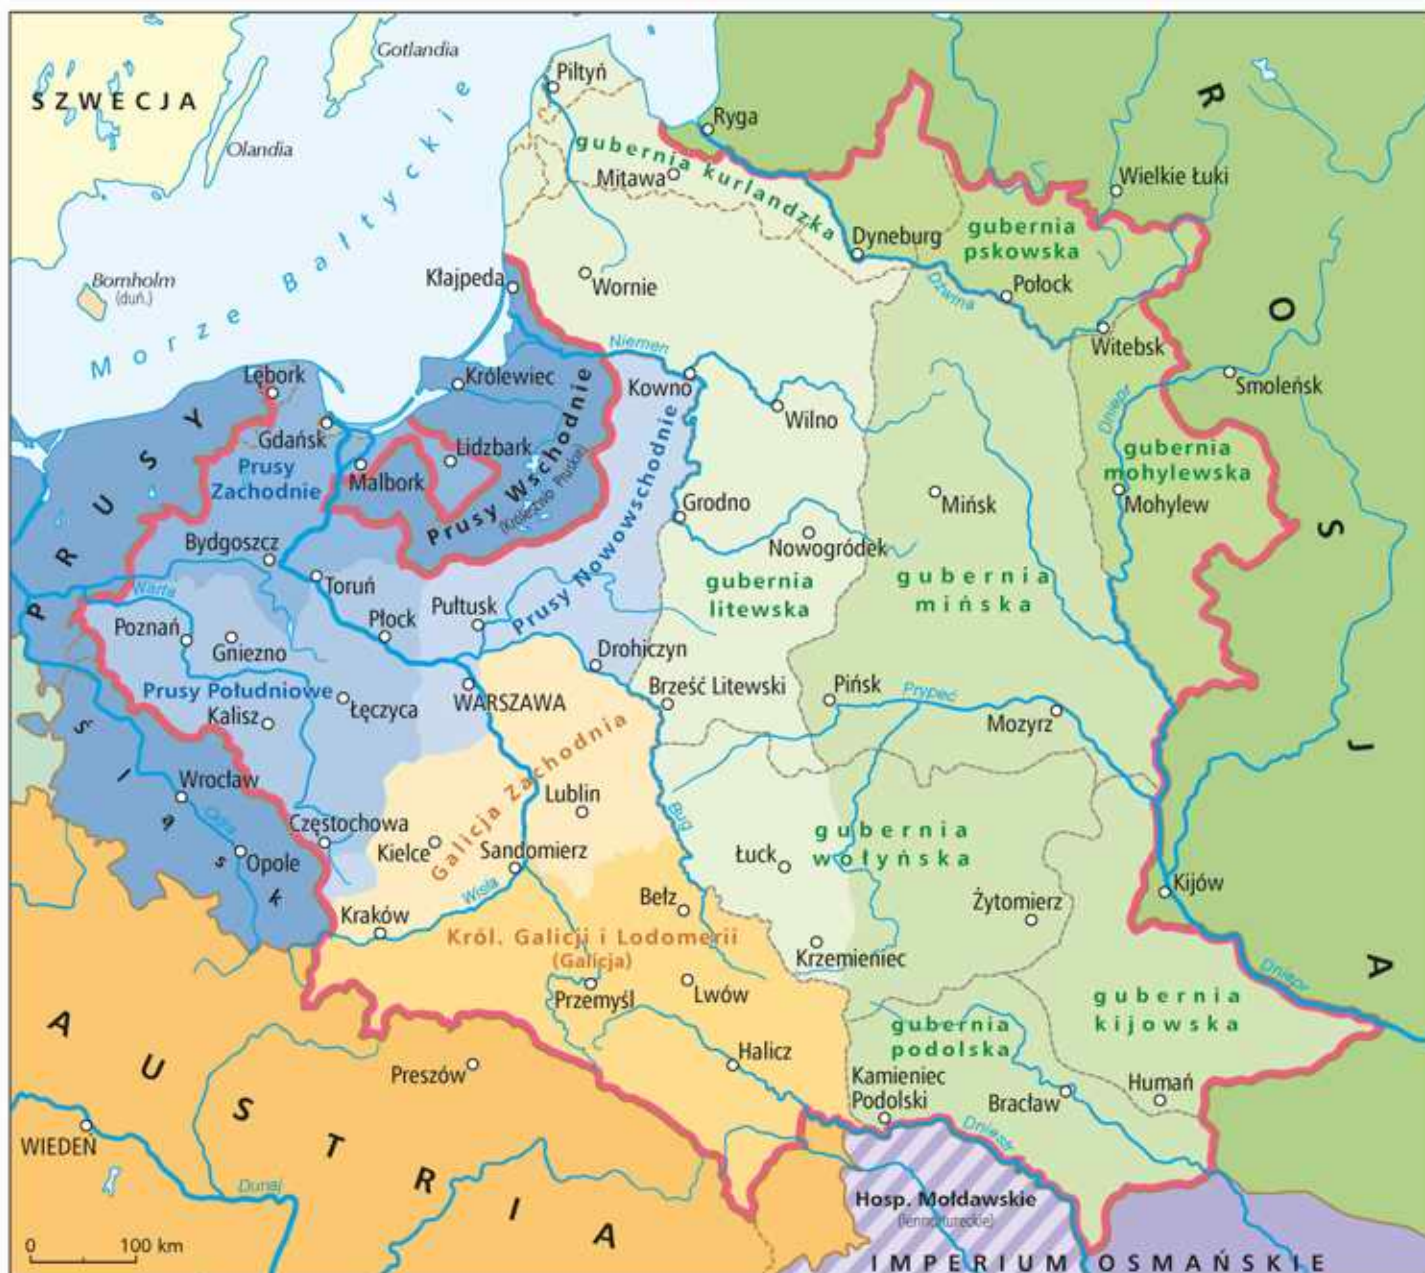 Gotlandia
SZWECJA
Olandia
Bornholm
(duń.)
Morze Bałtyckie
Piltyń
Ryga
gubernia kurlandzka
Mitawa
Wielkie Łuki
Dyneburg
gubernia
pskowska
Połock
Dźwina
Witebsk
Kłajpeda
Wornie
Niemen
Kowno
Wilno
Smoleńsk
Dniepr
gubernia
mohylewska
Mohylew
ROSJA
Lębork
Królewiec
Gdańsk
Prusy
Zachodnie
Malbork
Lidzbark
Prusy Wschodnie
(Królestwo Pruskie)
PRUSY
Prusy Nowowschodnie
Grodno
Nowogródek
Mińsk
gubernia
litewska
gubernia
mińska
Bydgoszcz
Toruń
Warta
Płock
Pułtusk
Poznań
Gniezno
Drohiczyn
Prusy Południowe
Kalisz
Łęczyca
WARSZAWA
Brześć Litewski
Pińsk
Prypeć
Mozyrz
Śląsk
Wrocław
Odra
Opole
Częstochowa
Kielce
Galicja Zachodnia
Lublin
Sandomierz
Bug
Łuck
gubernia
wołyńska
Żytomierz
Kijów
Kraków
Wisła
Bełz
Król. Galicji i Lodomerii
(Galicja)
Przemyśl
Lwów
Krzemieniec
Dniepr
gubernia
kijowska
gubernia
podolska
Halicz
Kamieniec
Podolski
Bracław
Humań
Dniestr
AUSTRIA
Preszów
WIEDEŃ
Dunaj
Hosp. Mołdawskie
(lenno tureckie)
IMPERIUM OSMAŃSKIE
0 100 km